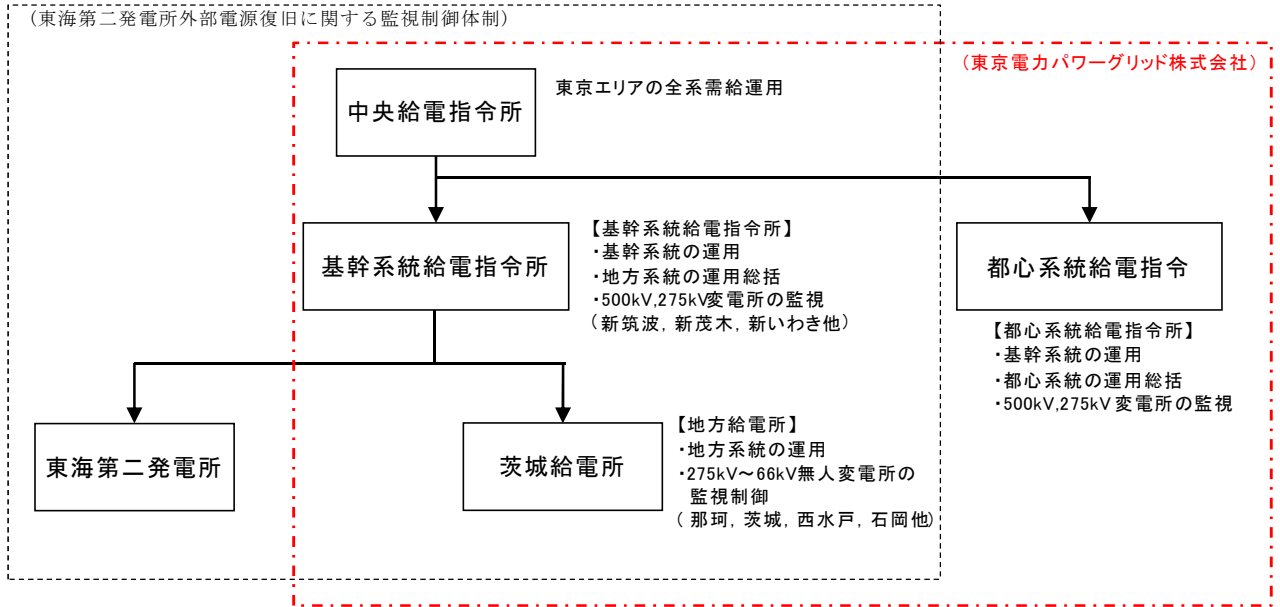 （東海第二発電所外部電源復旧に関する監視制御体制）
（東京電力パワーグリッド株式会社）
中央給電指令所
東京エリアの全系需給運用
基幹系統給電指令所
【基幹系統給電指令所】
・基幹系統の運用
・地方系統の運用総括
・500kV,275kV変電所の監視
（新筑波，新茂木，新いわき他）
都心系統給電指令
【都心系統給電指令所】
・基幹系統の運用
・都心系統の運用総括
・500kV,275kV変電所の監視
東海第二発電所
茨城給電所
【地方給電所】
・地方系統の運用
・275kV～66kV無人変電所の
監視制御
（那珂，茨城，西水戸，石岡他）